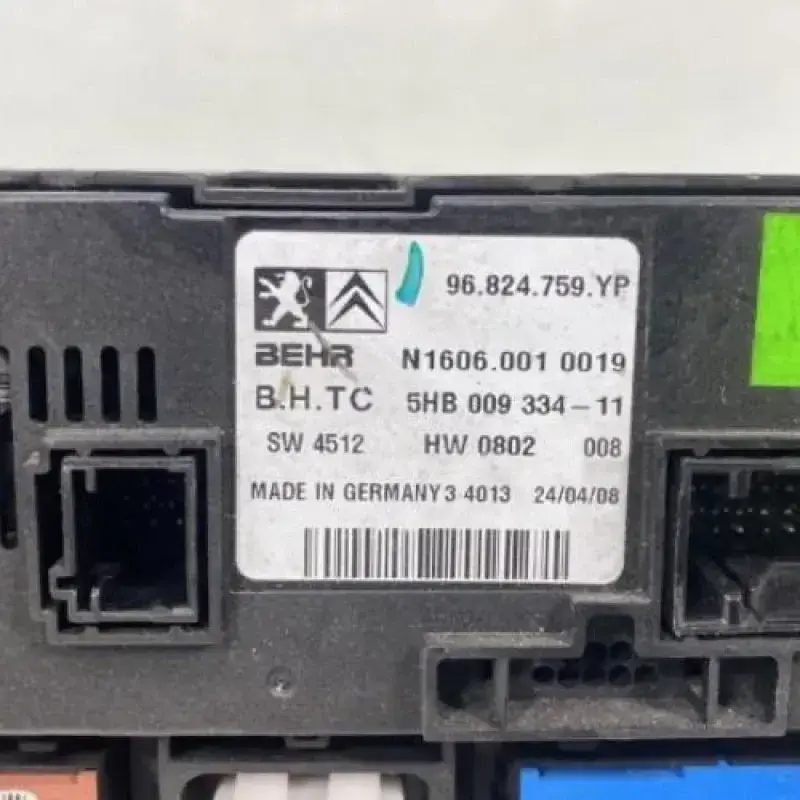 96.824.759.YP
BEHR N1606.001 0019
B.H.TC 5HB 009 334-11
SW 4512 HW 0802 008
MADE IN GERMANY 3 4013 24/04/08